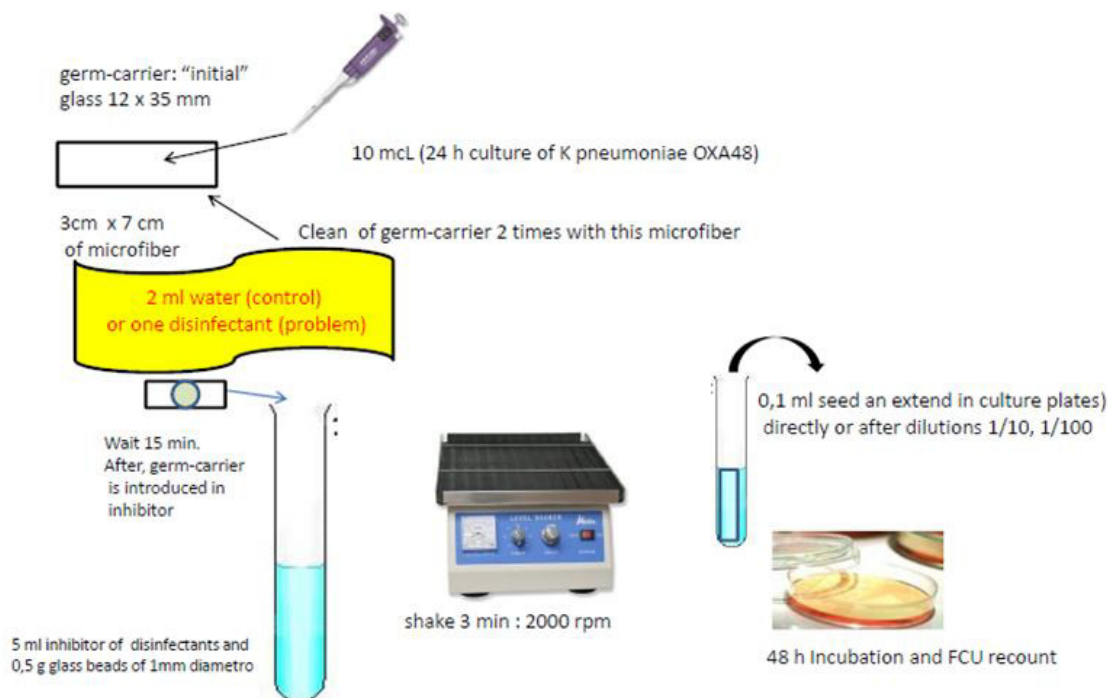 germ-carrier: "initial"
glass 12 x 35 mm
10 mcL (24 h culture of K pneumoniae OXA48)
3cm x 7 cm
of microfiber
Clean of germ-carrier 2 times with this microfiber
2 ml water (control)
or one disinfectant (problem)
Wait 15 min.
After, germ-carrier
is introduced in
inhibitor
0,1 ml seed an extend in culture plates)
directly or after dilutions 1/10, 1/100
shake 3 min : 2000 rpm
5 ml inhibitor of disinfectants and
0,5 g glass beads of 1mm diametro
48 h Incubation and FCU recount